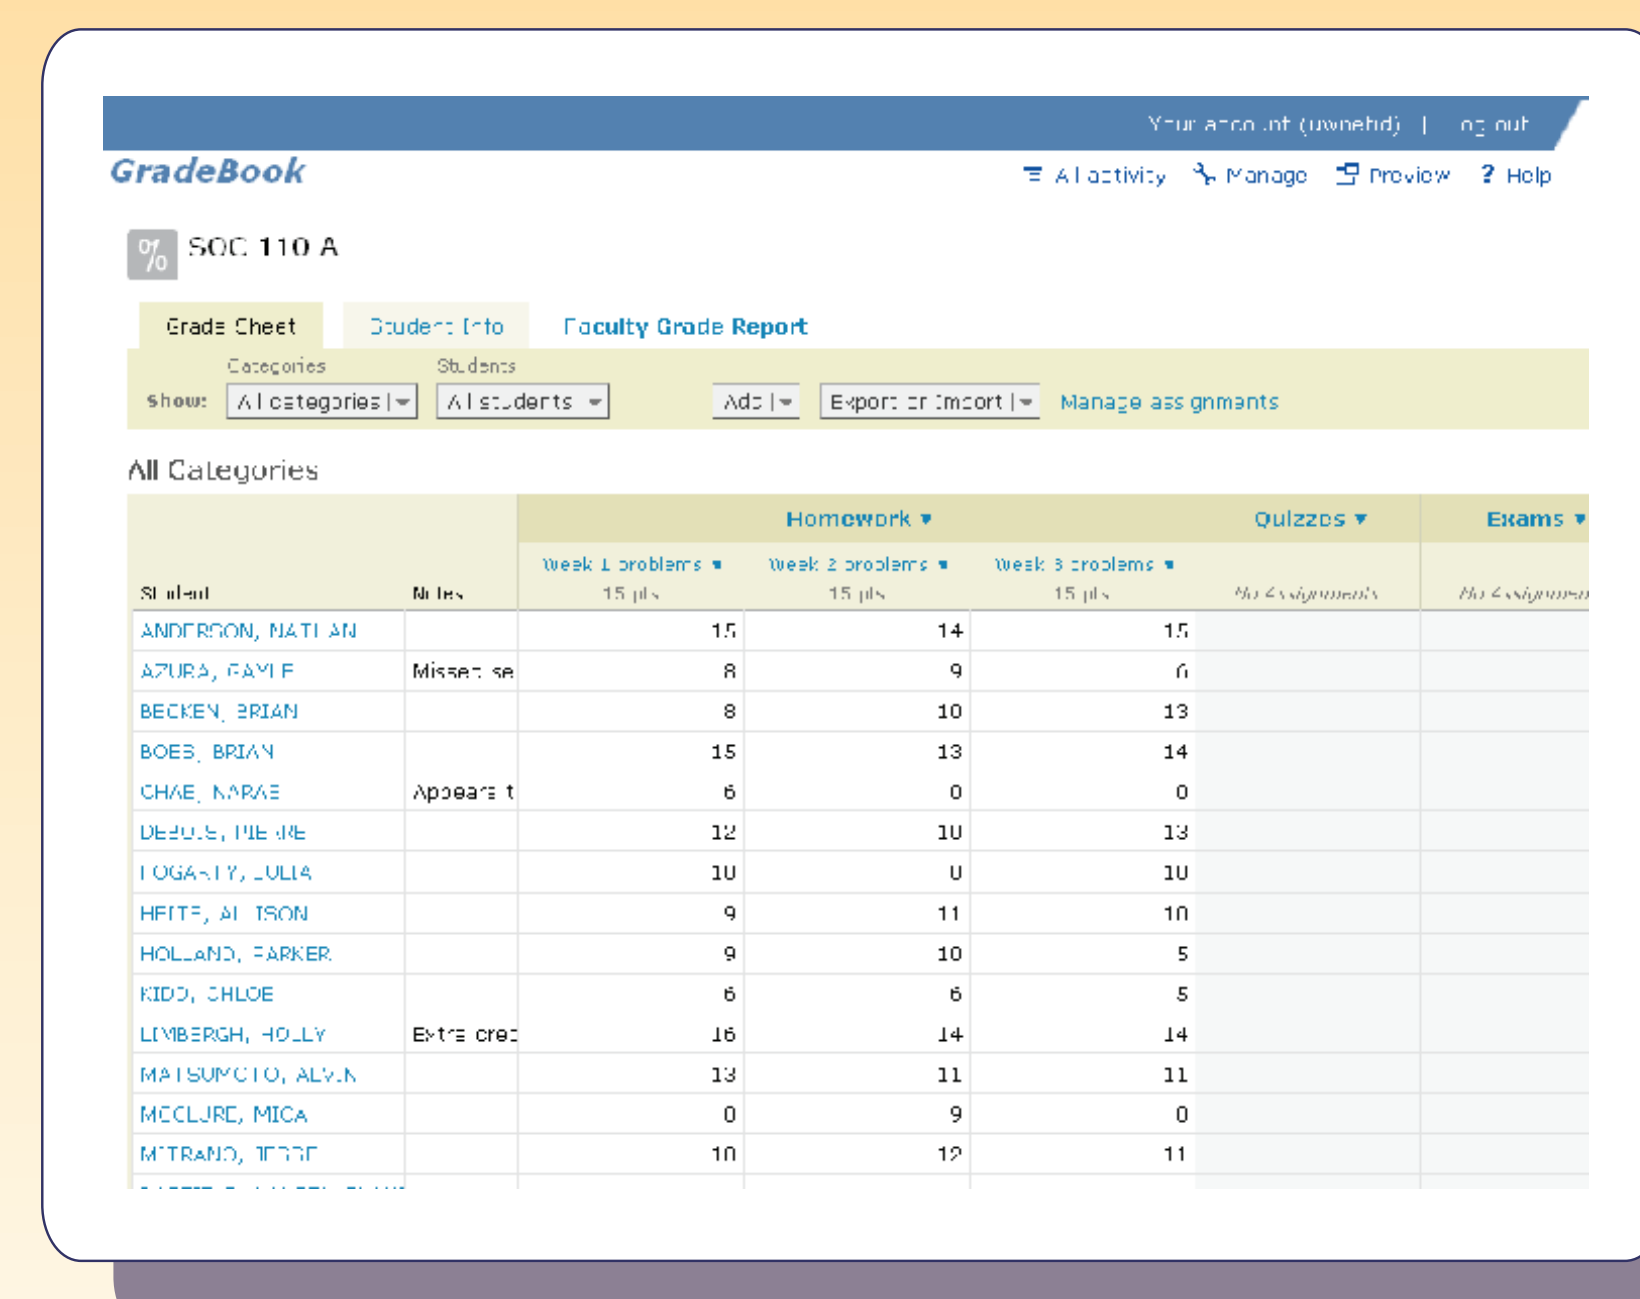 Your account (uwnetid) | Log out
GradeBook
All activity Manage Preview ? Help
% SOC 110 A
Grade Sheet Student Info Faculty Grade Report
Categories Students
Show: All categories All students Add Export or Import Manage assignments
All Categories
Homework Quizzes Exams
Week 1 problems Week 2 problems Week 3 problems
Student Notes 15 pts 15 pts 15 pts No Assignments No Assignmen
ANDERSON, NATHAN 15 14 15
AZURA, GAYLE Missed se 8 9 6
BECKEN, BRIAN 8 10 13
BOEB, BRIAN 15 13 14
CHAE, NARAE Appears t 6 0 0
DEBOIS, PIERRE 12 10 13
FOGARTY, JULIA 10 0 10
HEITE, ALLISON 9 11 10
HOLLAND, PARKER 9 10 5
KIDD, CHLOE 6 6 5
LIMBERGH, HOLLY Extra cred 16 14 14
MATSUMOTO, ALVIN 13 11 11
MCCLURE, MICA 0 9 0
MITRANO, JESSE 10 12 11